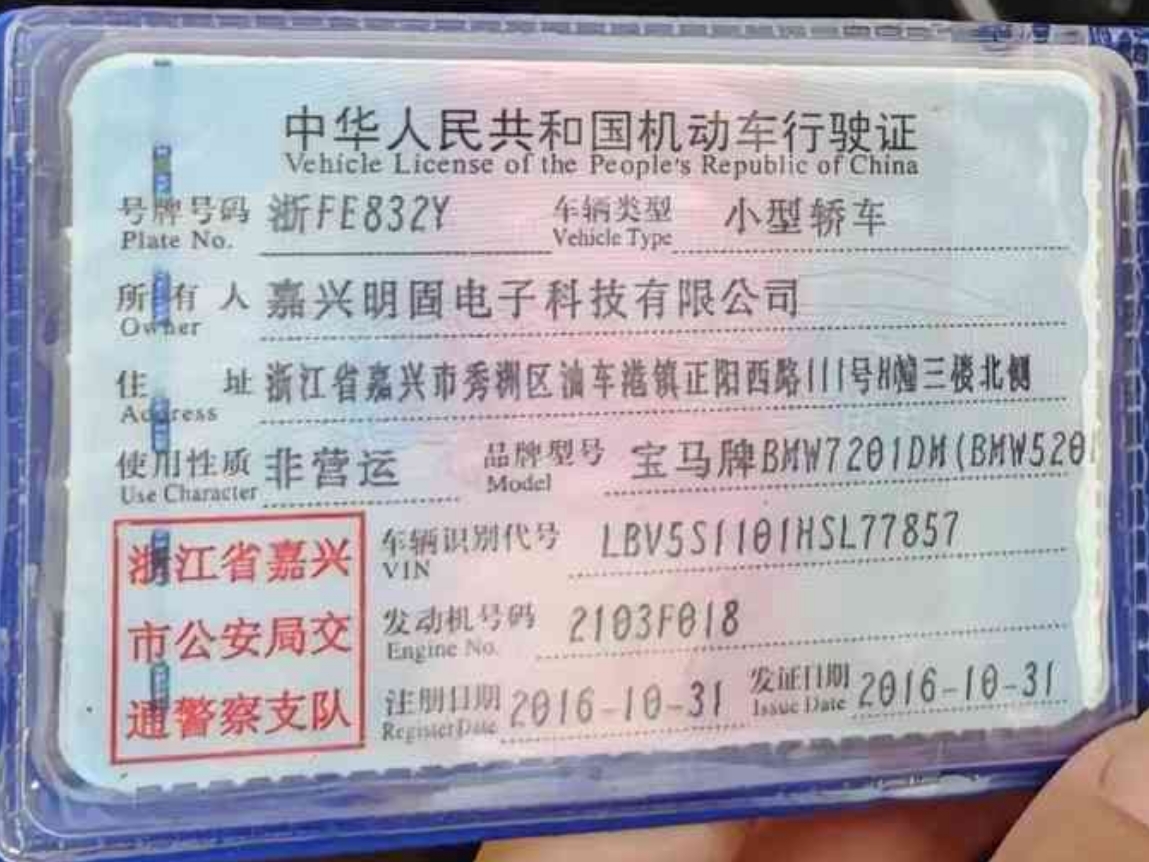 中华人民共和国机动车行驶证
Vehicle License of the People's Republic of China
号牌号码 浙FE832Y 车辆类型 小型轿车
Plate No. Vehicle Type
所有人 嘉兴明固电子科技有限公司
Owner
住址 浙江省嘉兴市秀洲区油车港镇正阳西路111号H幢三楼北侧
Address
使用性质 非营运 品牌型号 宝马牌BMW7201DM(BMW520
Use Character Model
浙江省嘉兴
市公安局交
通警察支队
车辆识别代号 LBV5S1101HSL77857
VIN
发动机号码 2103F018
Engine No.
注册日期 2016-10-31 发证日期 2016-10-31
Register Date Issue Date